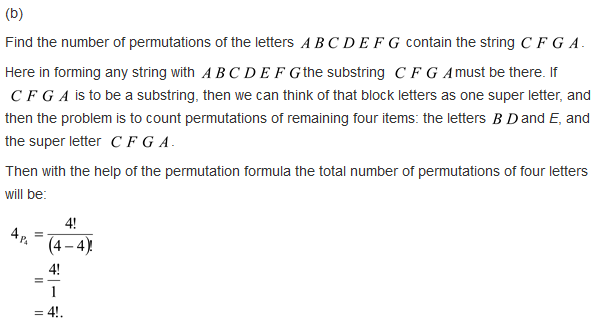 (b)
Find the number of permutations of the letters A B C D E F G contain the string C F G A.
Here in forming any string with A B C D E F G the substring C F G A must be there. If
C F G A is to be a substring, then we can think of that block letters as one super letter, and
then the problem is to count permutations of remaining four items: the letters B D and E, and
the super letter C F G A.
Then with the help of the permutation formula the total number of permutations of four letters
will be:
4P₄ = 4!/(4−4)!
= 4!/1
= 4!.